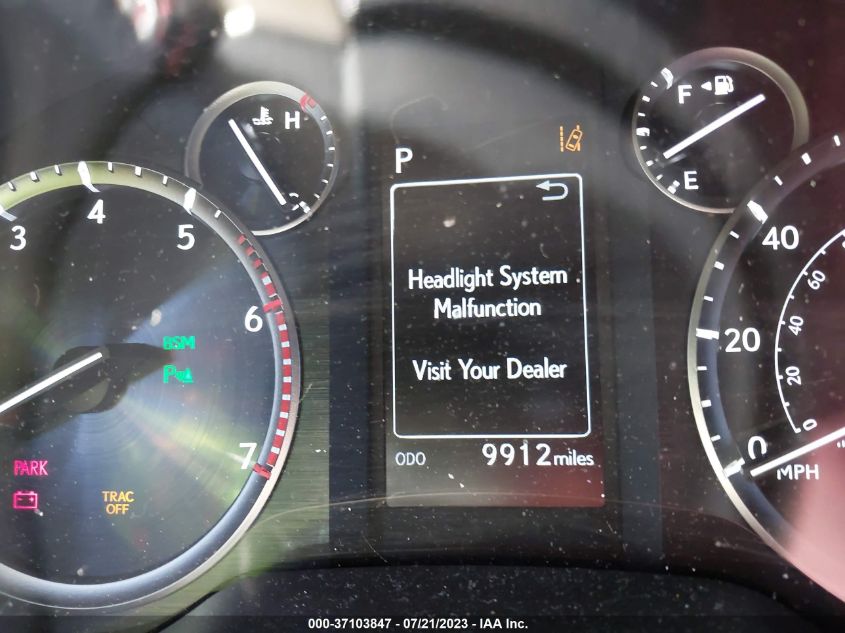 H
F
E
P
3
4
5
6
7
BSM
P
PARK
TRAC
OFF
Headlight System
Malfunction
Visit Your Dealer
ODO 9912 miles
40
20
0
MPH
60
40
20
0
000-37103847 - 07/21/2023 - IAA Inc.